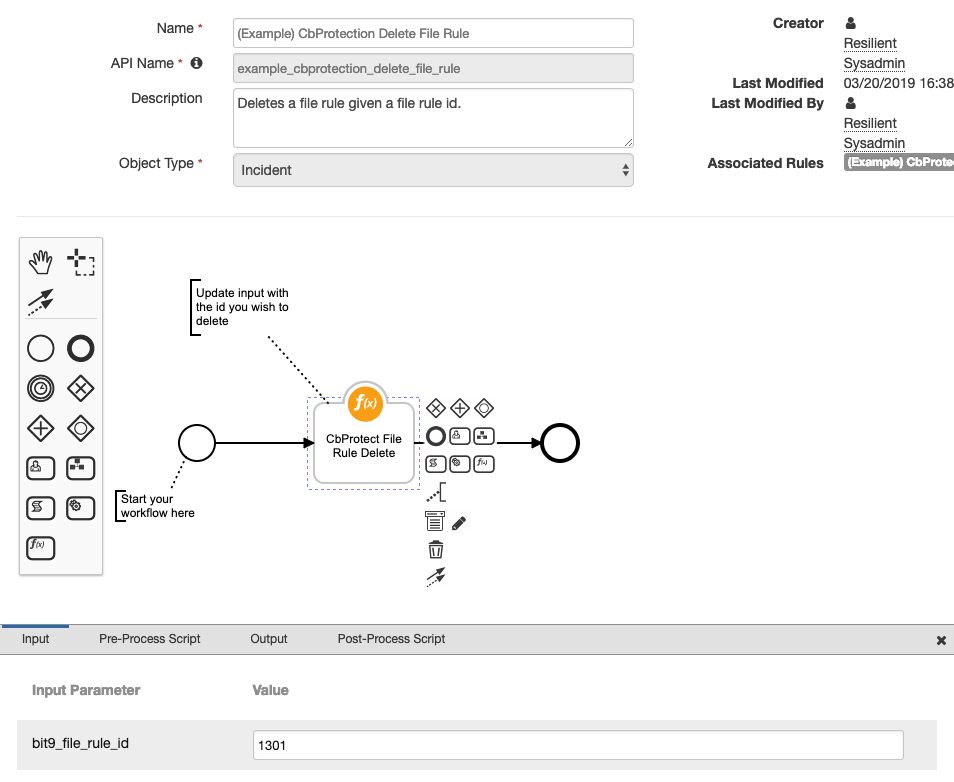 Name *
(Example) CbProtection Delete File Rule
API Name *
example_cbprotection_delete_file_rule
Description
Deletes a file rule given a file rule id.
Object Type *
Incident
Creator
Resilient
Sysadmin
Last Modified
03/20/2019 16:38
Last Modified By
Resilient
Sysadmin
Associated Rules
(Example) CbProte
Update input with
the id you wish to
delete
f(x)
CbProtect File
Rule Delete
f(x)
Start your
workflow here
f(x)
Input
Pre-Process Script
Output
Post-Process Script
Input Parameter
Value
bit9_file_rule_id
1301